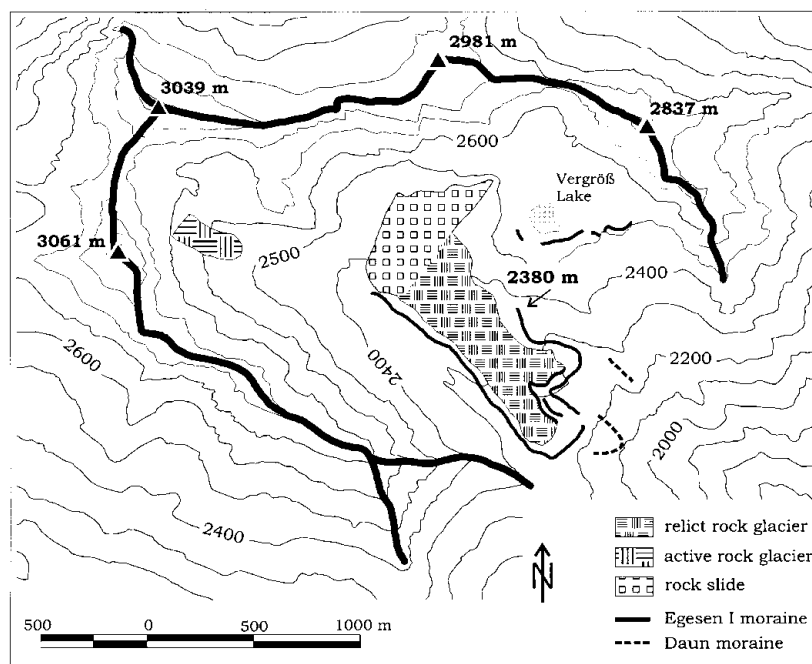 2981 m
3039 m
2837 m
2600
Vergröß
Lake
3061 m
2500
2380 m
2400
2600
2400
2200
2000
2400
N
relict rock glacier
active rock glacier
rock slide
Egesen I moraine
Daun moraine
500 0 500 1000 m